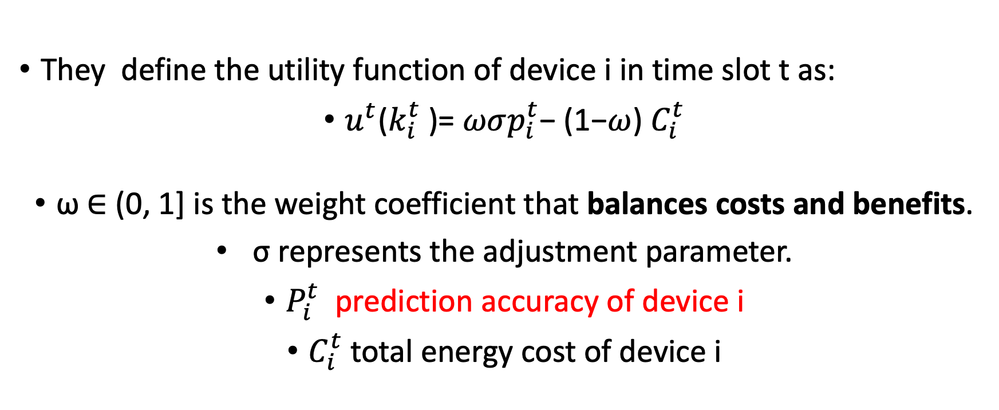 • They  define the utility function of device i in time slot t as:
• $u^t(k_i^t)= \omega\sigma p_i^t - (1-\omega) C_i^t$
• ω ∈ (0, 1] is the weight coefficient that balances costs and benefits.
• σ represents the adjustment parameter.
• $P_i^t$ prediction accuracy of device i
• $C_i^t$ total energy cost of device i